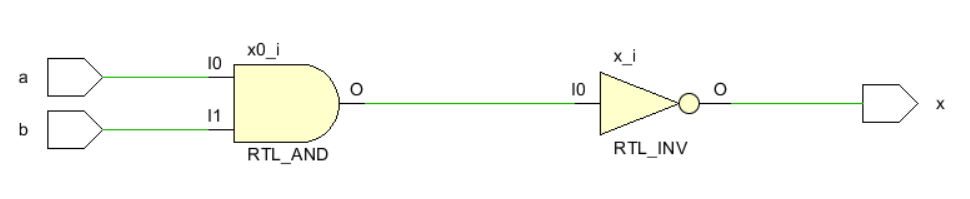 a
b
I0
I1
x0_i
RTL_AND
O
I0
x_i
RTL_INV
O
x